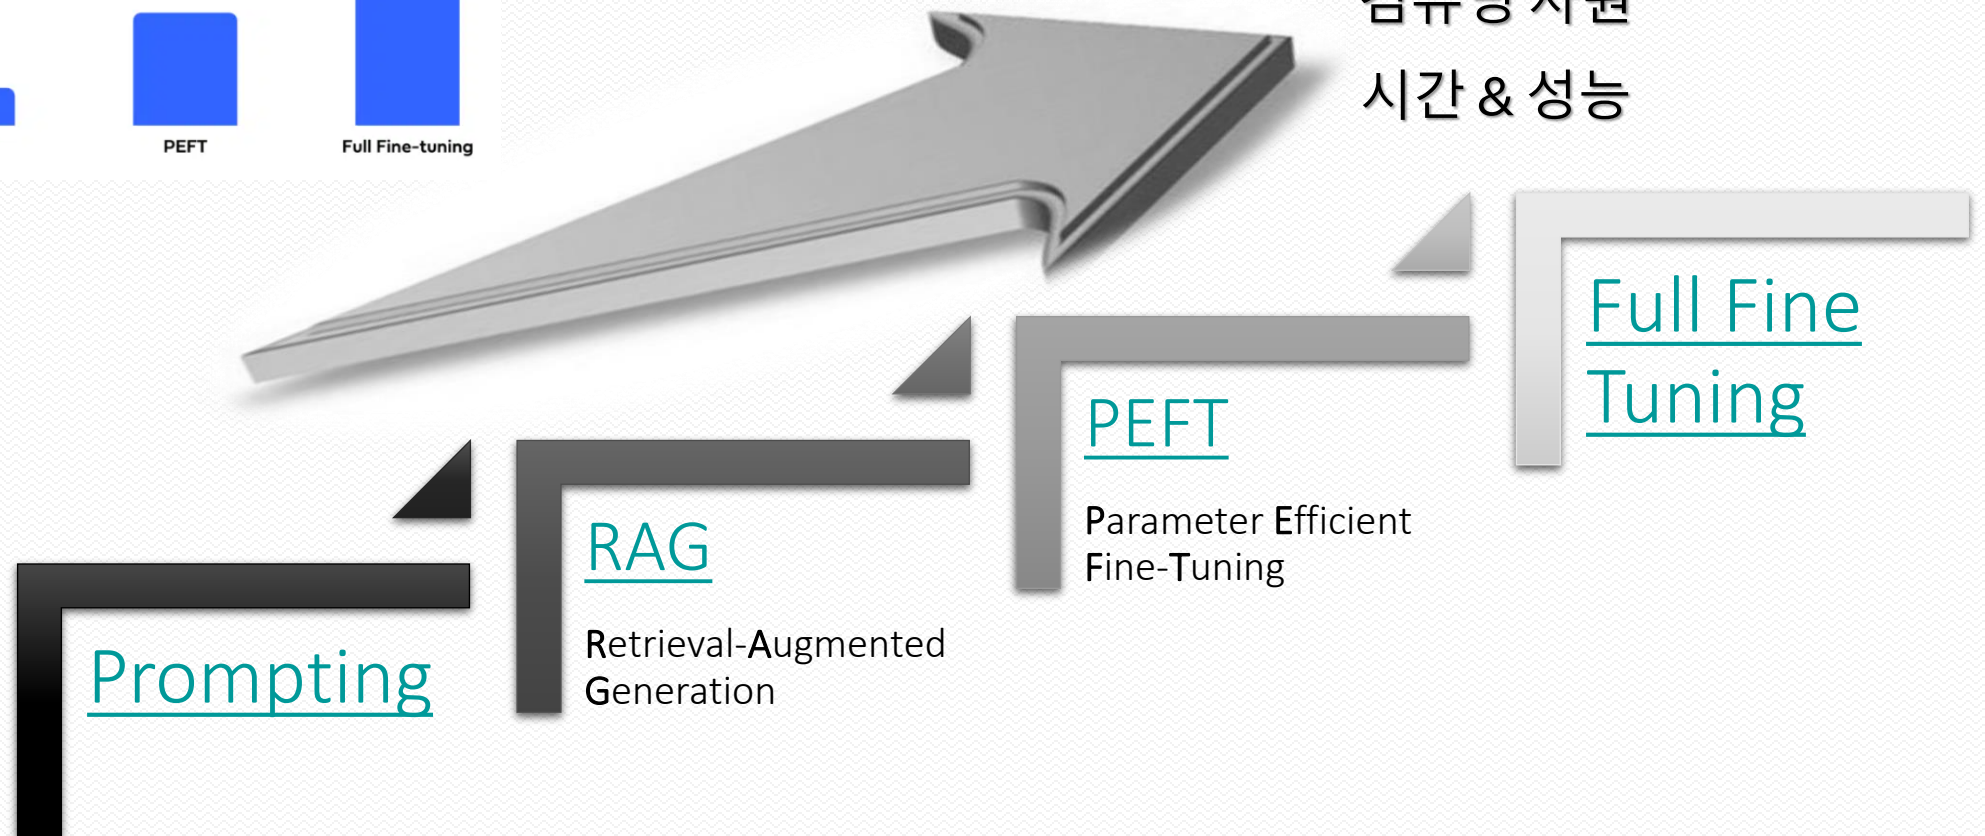 시간 & 성능
PEFT
Full Fine-tuning
Full Fine
Tuning
PEFT
Parameter Efficient
Fine-Tuning
RAG
Retrieval-Augmented
Generation
Prompting